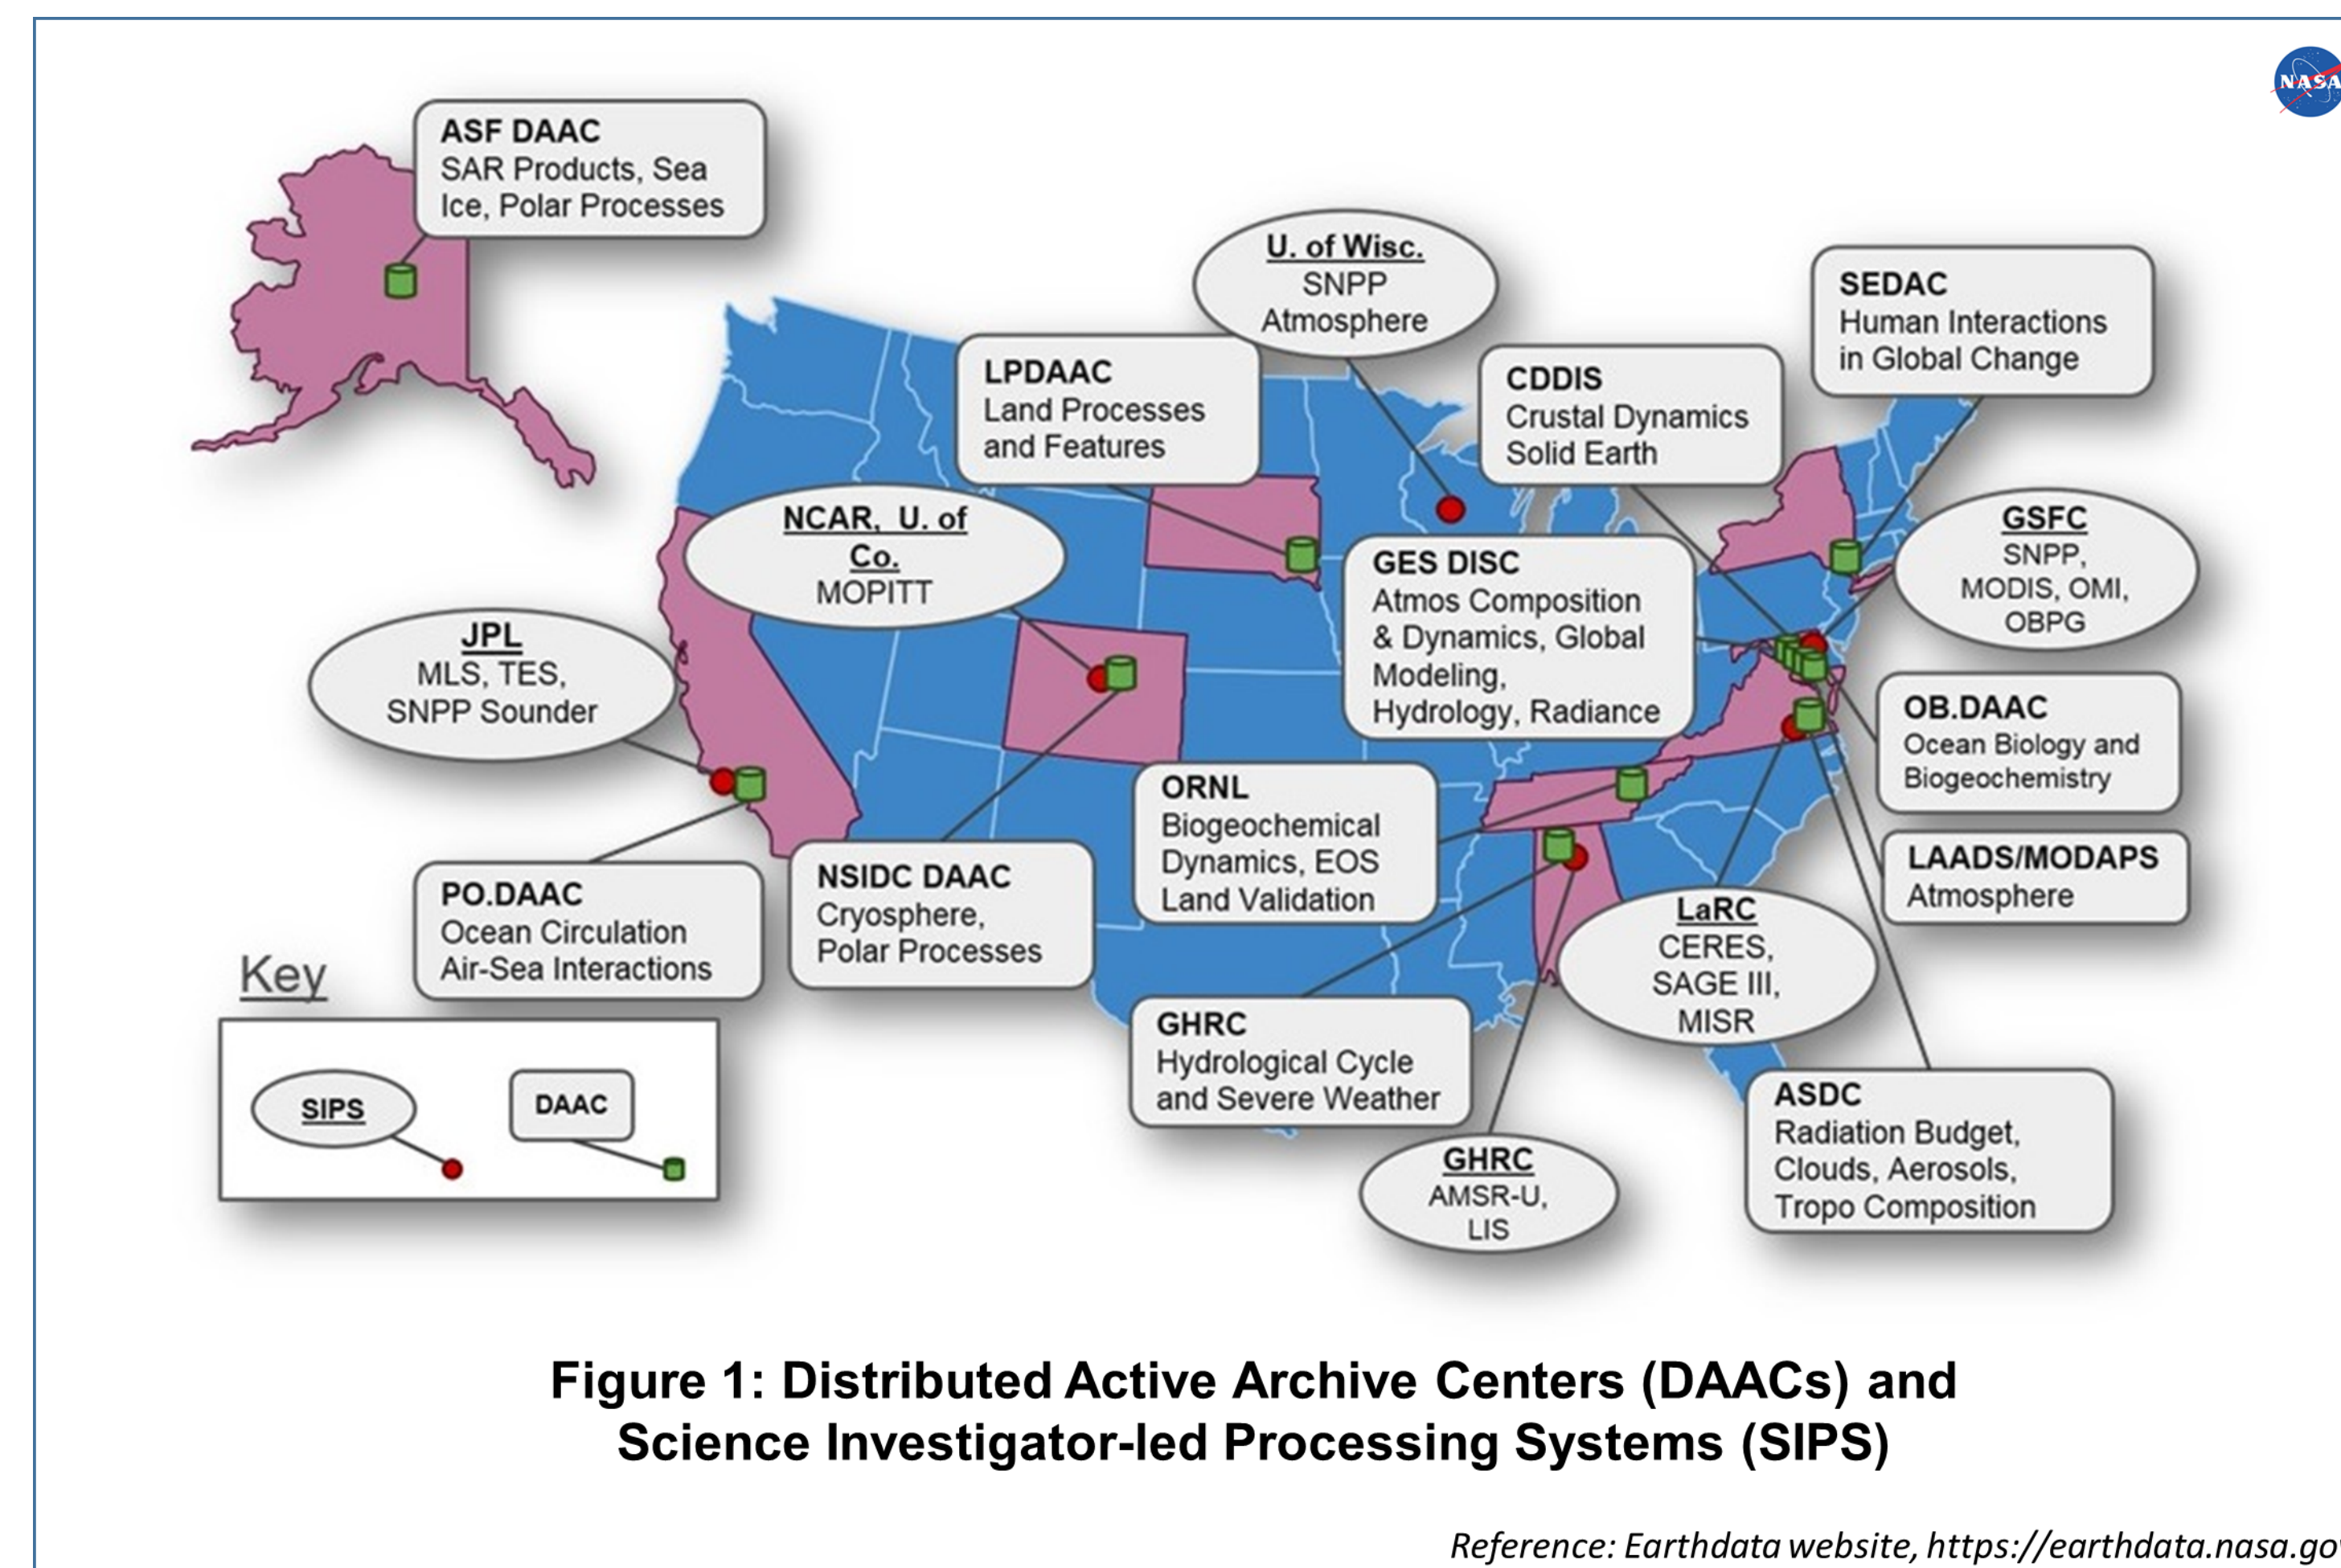 NASA
ASF DAAC
SAR Products, Sea
Ice, Polar Processes
U. of Wisc.
SNPP
Atmosphere
SEDAC
Human Interactions
in Global Change
LPDAAC
Land Processes
and Features
CDDIS
Crustal Dynamics
Solid Earth
NCAR, U. of
Co.
MOPITT
GSFC
SNPP,
MODIS, OMI,
OBPG
GES DISC
Atmos Composition
& Dynamics, Global
Modeling,
Hydrology, Radiance
JPL
MLS, TES,
SNPP Sounder
OB.DAAC
Ocean Biology and
Biogeochemistry
ORNL
Biogeochemical
Dynamics, EOS
Land Validation
LAADS/MODAPS
Atmosphere
PO.DAAC
Ocean Circulation
Air-Sea Interactions
NSIDC DAAC
Cryosphere,
Polar Processes
LaRC
CERES,
SAGE III,
MISR
GHRC
Hydrological Cycle
and Severe Weather
GHRC
AMSR-U,
LIS
ASDC
Radiation Budget,
Clouds, Aerosols,
Tropo Composition
Key
SIPS
DAAC
Figure 1: Distributed Active Archive Centers (DAACs) and
Science Investigator-led Processing Systems (SIPS)
Reference: Earthdata website, https://earthdata.nasa.go